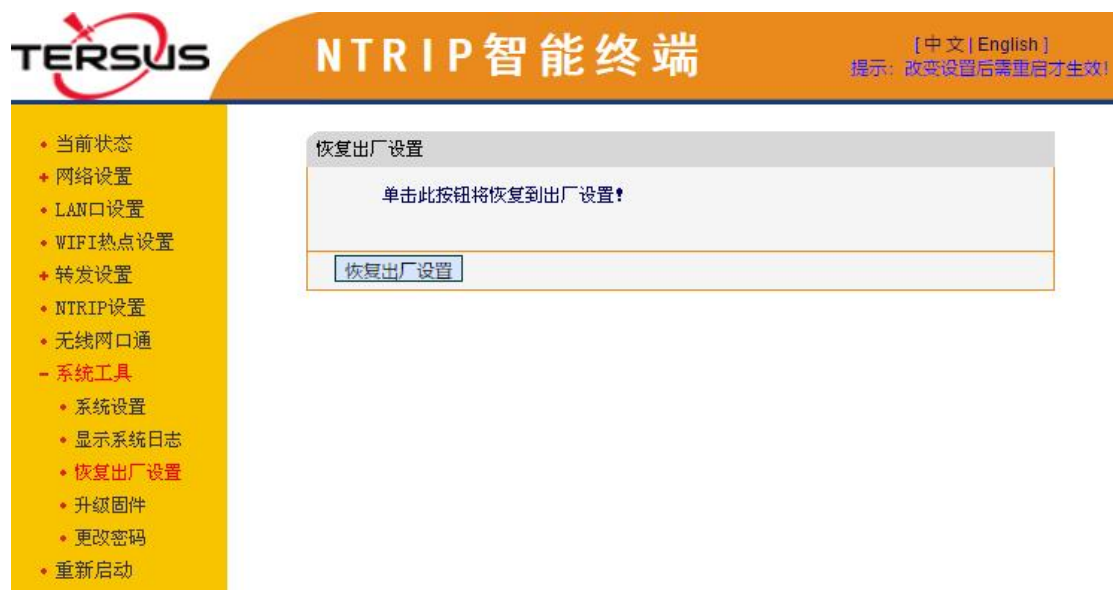 TERSUS
NTRIP智能终端
[中文|English]
提示：改变设置后需重启才生效!
当前状态
网络设置
LAN口设置
WIFI热点设置
转发设置
NTRIP设置
无线网口通
系统工具
系统设置
显示系统日志
恢复出厂设置
升级固件
更改密码
重新启动
恢复出厂设置
单击此按钮将恢复到出厂设置!
恢复出厂设置